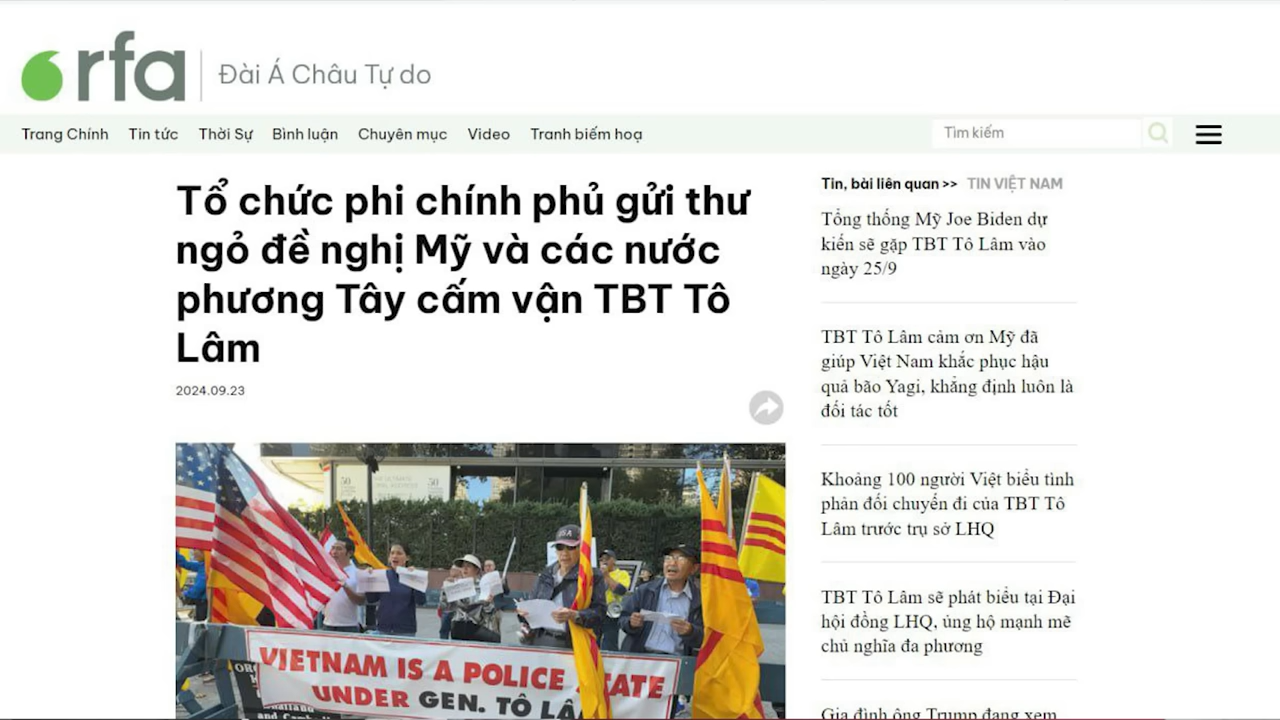 rfa
Đài Á Châu Tự do
Trang Chính Tin tức Thời Sự Bình luận Chuyên mục Video Tranh biếm hoạ
Tìm kiếm
Tổ chức phi chính phủ gửi thư
ngỏ đề nghị Mỹ và các nước
phương Tây cấm vận TBT Tô
Lâm
2024.09.23
VIETNAM IS A POLICE
UNDER GEN. TÔ
Tin, bài liên quan >> TIN VIỆT NAM
Tổng thống Mỹ Joe Biden dự
kiến sẽ gặp TBT Tô Lâm vào
ngày 25/9
TBT Tô Lâm cảm ơn Mỹ đã
giúp Việt Nam khắc phục hậu
quả bão Yagi, khẳng định luôn là
đối tác tốt
Khoảng 100 người Việt biểu tình
phản đối chuyến đi của TBT Tô
Lâm trước trụ sở LHQ
TBT Tô Lâm sẽ phát biểu tại Đại
hội đồng LHQ, ủng hộ mạnh mẽ
chủ nghĩa đa phương
Gia đình ông Trump đang xem